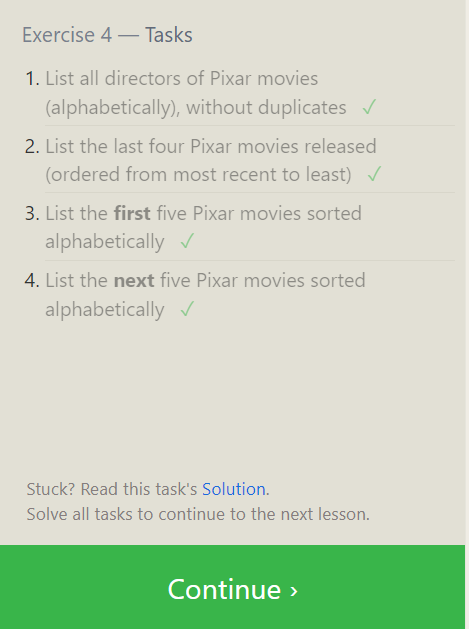 Exercise 4 — Tasks
1. List all directors of Pixar movies
(alphabetically), without duplicates ✓
2. List the last four Pixar movies released
(ordered from most recent to least) ✓
3. List the first five Pixar movies sorted
alphabetically ✓
4. List the next five Pixar movies sorted
alphabetically ✓
Stuck? Read this task's Solution.
Solve all tasks to continue to the next lesson.
Continue ›